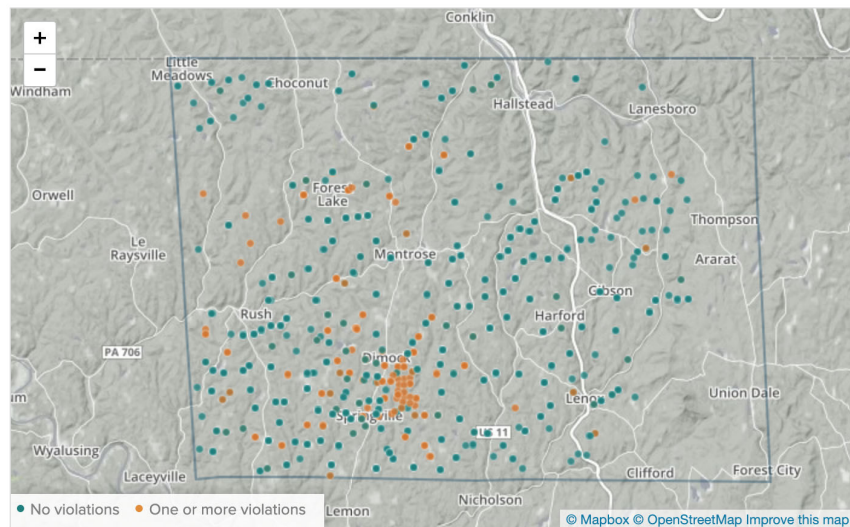 Conklin
+
−
Little
Meadows
Choconut
Windham
Hallstead
Lanesboro
Orwell
Forest
Lake
Thompson
Le
Raysville
Montrose
Ararat
Gibson
Rush
Harford
PA 706
Dimock
Union Dale
Lenox
Springville
US 11
Wyalusing
Laceyville
Clifford
Forest City
Nicholson
Lemon
No violations
One or more violations
© Mapbox © OpenStreetMap Improve this map